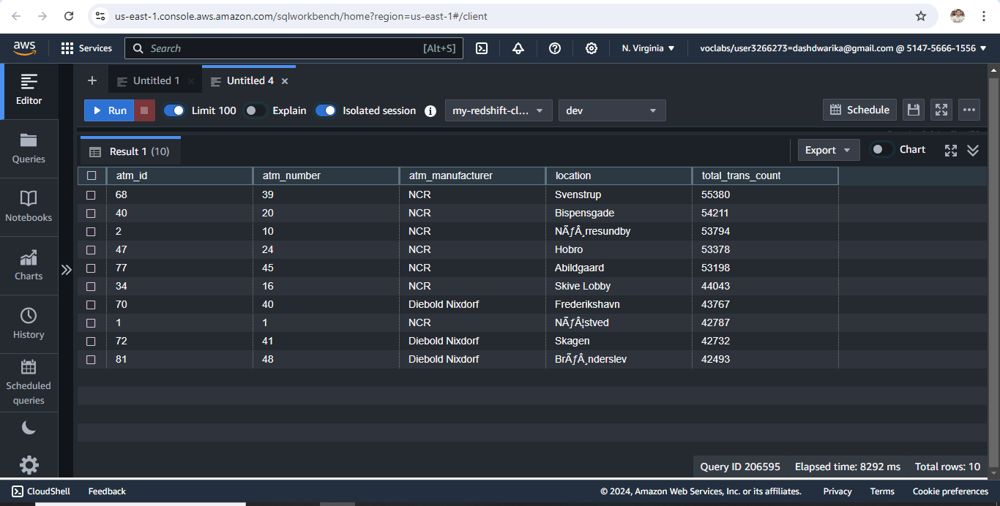 us-east-1.console.aws.amazon.com/sqlworkbench/home?region=us-east-1#/client
aws Services Search [Alt+S] N. Virginia voclabs/user3266273=dashdwarika@gmail.com @ 5147-5666-1556
Editor
Queries
Notebooks
Charts
History
Scheduled queries
Untitled 1 Untitled 4
Run Limit 100 Explain Isolated session my-redshift-cl... dev Schedule
Result 1 (10) Export Chart
atm_id atm_number atm_manufacturer location total_trans_count
68 39 NCR Svenstrup 55380
40 20 NCR Bispensgade 54211
2 10 NCR NÃƒÂ¸rresundby 53794
47 24 NCR Hobro 53378
77 45 NCR Abildgaard 53198
34 16 NCR Skive Lobby 44043
70 40 Diebold Nixdorf Frederikshavn 43767
1 1 NCR NÃƒÂ¦stved 42787
72 41 Diebold Nixdorf Skagen 42732
81 48 Diebold Nixdorf BrÃƒÂ¸nderslev 42493
Query ID 206595 Elapsed time: 8292 ms Total rows: 10
CloudShell Feedback © 2024, Amazon Web Services, Inc. or its affiliates. Privacy Terms Cookie preferences